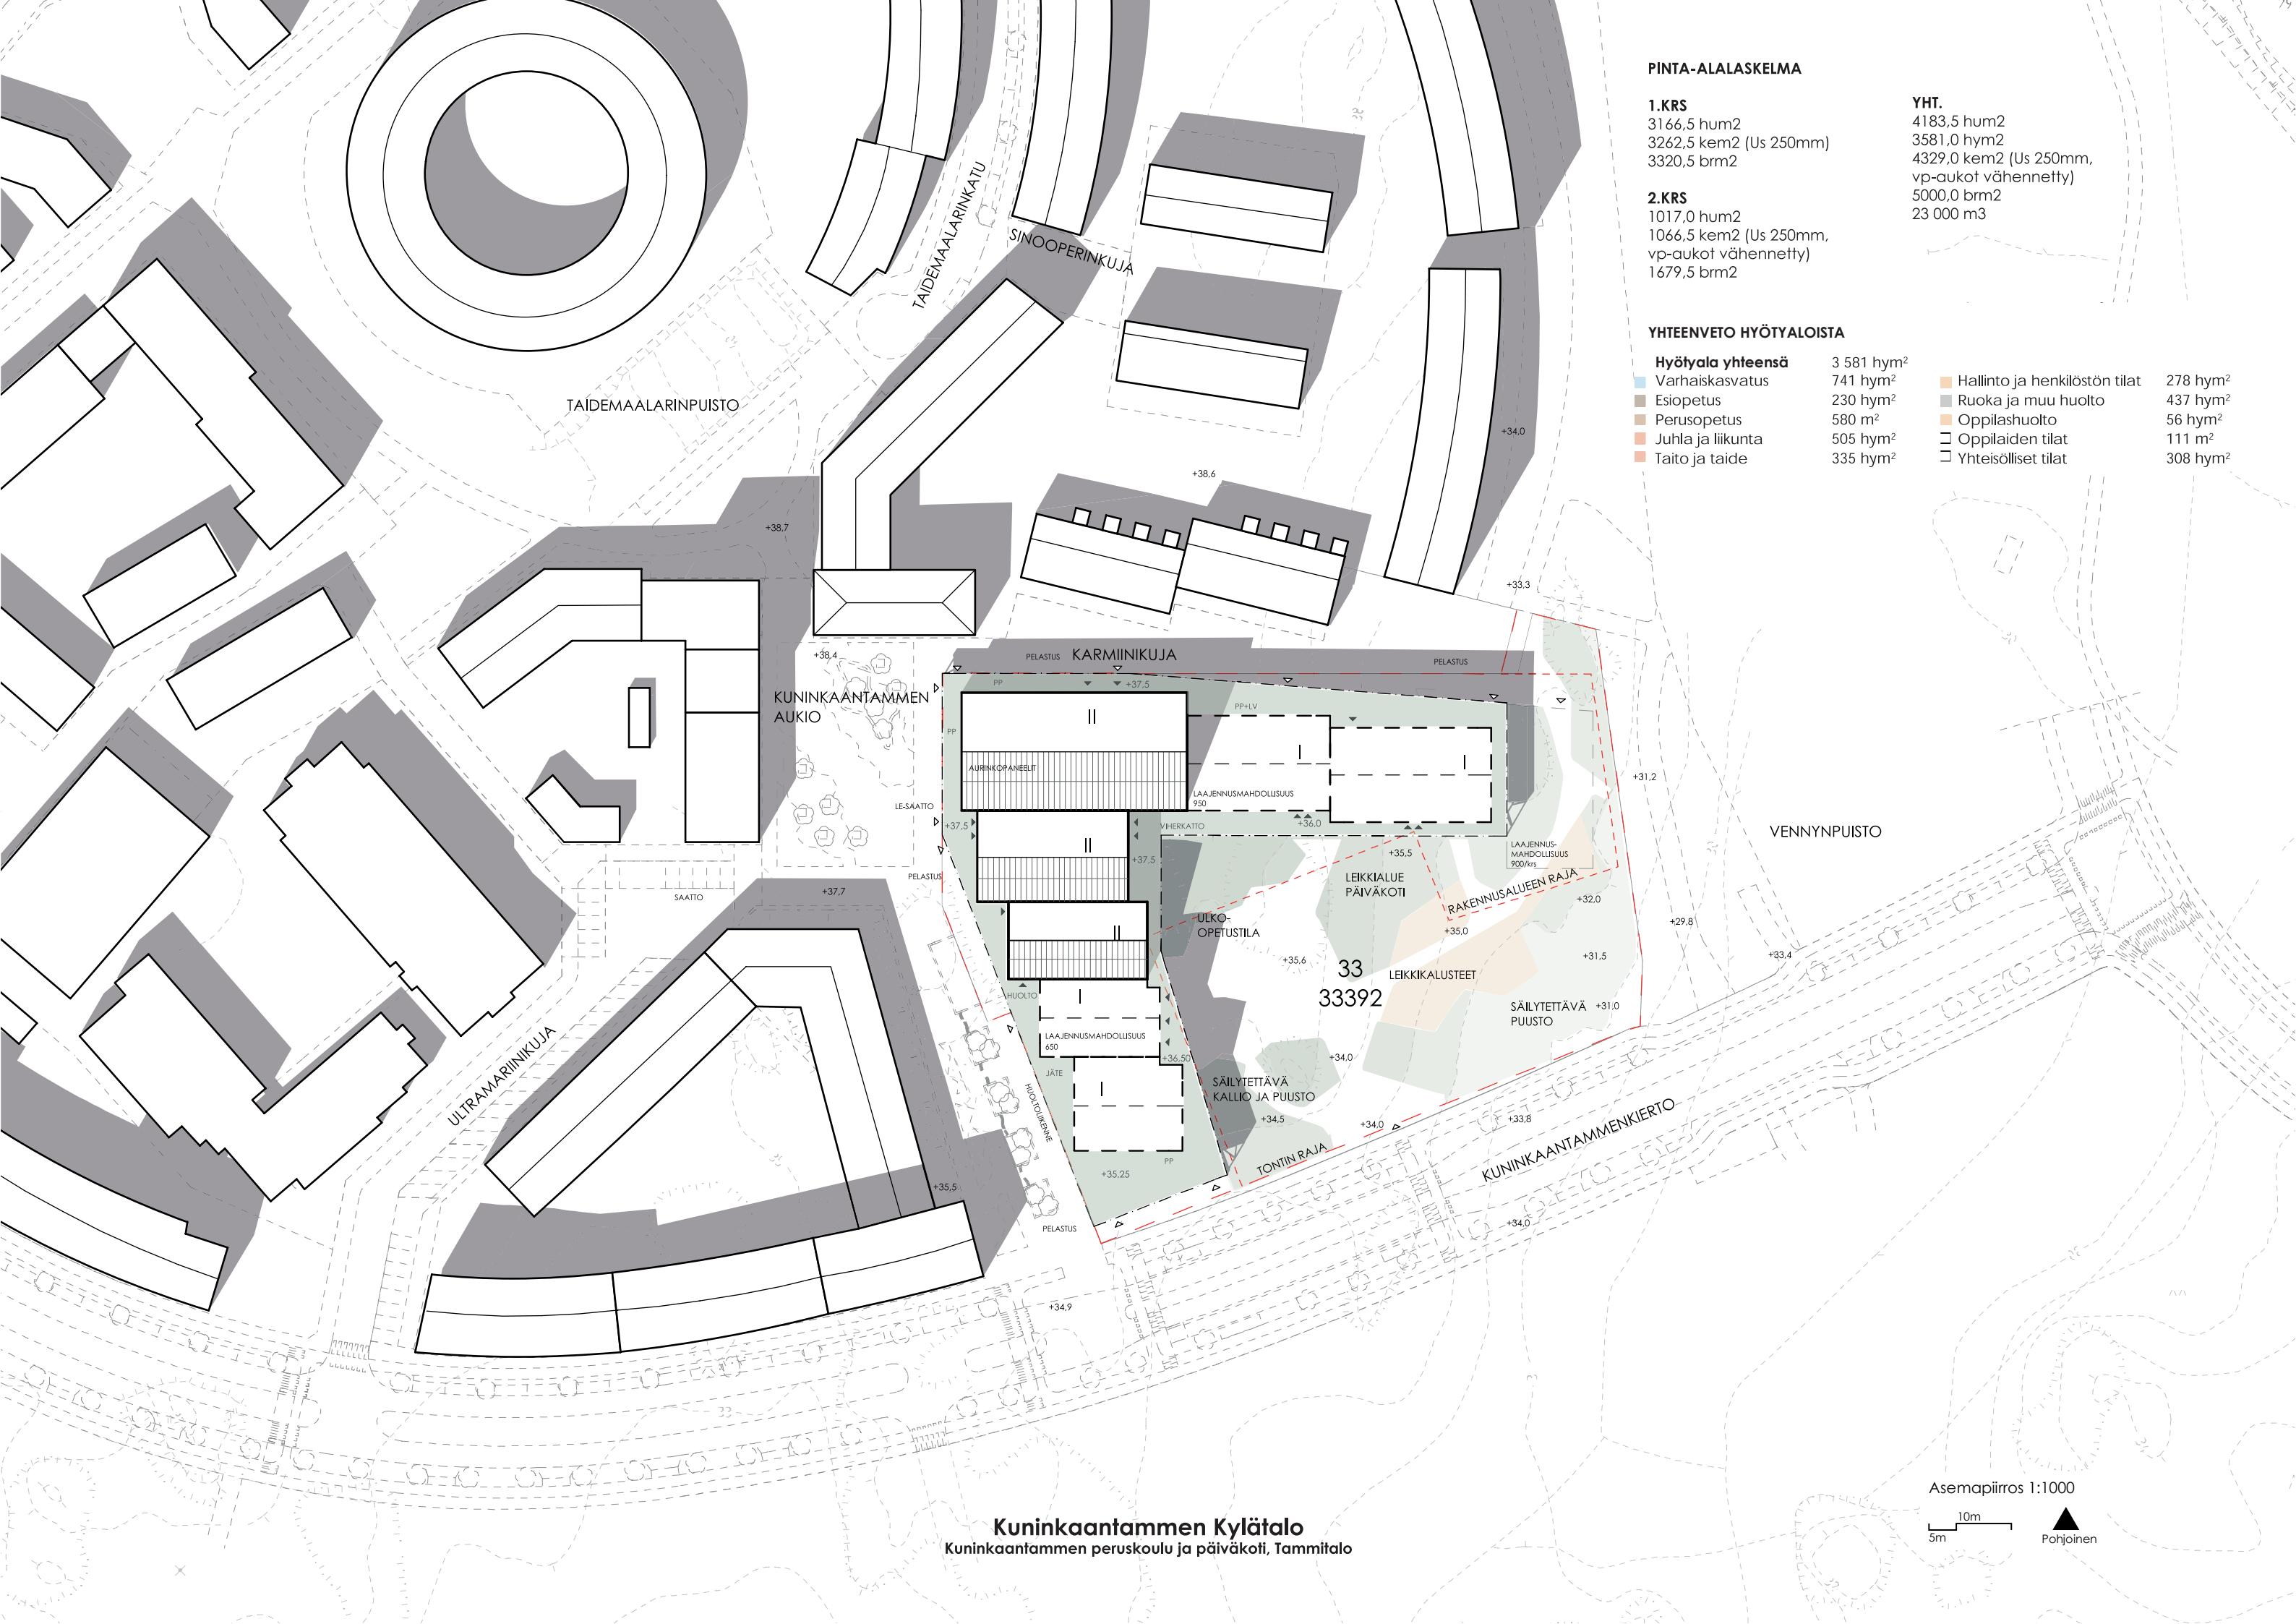 PINTA-ALALASKELMA
1.KRS
3166,5 hum2
3262,5 kem2 (Us 250mm)
3320,5 brm2
2.KRS
1017,0 hum2
1066,5 kem2 (Us 250mm,
vp-aukot vähennetty)
1679,5 brm2
YHT.
4183,5 hum2
3581,0 hym2
4329,0 kem2 (Us 250mm,
vp-aukot vähennetty)
5000,0 brm2
23 000 m3
YHTEENVETO HYÖTYALOISTA
Hyötyala yhteensä 3 581 hym²
Varhaiskasvatus 741 hym²
Esiopetus 230 hym²
Perusopetus 580 m²
Juhla ja liikunta 505 hym²
Taito ja taide 335 hym²
Hallinto ja henkilöstön tilat 278 hym²
Ruoka ja muu huolto 437 hym²
Oppilashuolto 56 hym²
Oppilaiden tilat 111 m²
Yhteisölliset tilat 308 hym²
TAIDEMAALARINKATU
SINOOPERINKUJA
TAIDEMAALARINPUISTO
+34,0
+38,6
+38,7
+33,3
+38,4
PELASTUS
KARMIINIKUJA
PELASTUS
KUNINKAANTAMMEN
AUKIO
PP
+37,5
II
PP+LV
PP
I
I
AURINKOPANEELIT
+31,2
LAAJENNUSMAHDOLLISUUS
950
LE-SAATTO
+37,5
VIHERKATTO
+36,0
VENNYNPUISTO
II
+37,5
+35,5
LAAJENNUS-
MAHDOLLISUUS
900/krs
PELASTUS
LEIKKIALUE
PÄIVÄKOTI
RAKENNUSALUEEN RAJA
SAATTO
+37,7
+32,0
ULKO-
OPETUSTILA
II
+35,0
+29,8
+35,6
33
33392
LEIKKIKALUSTEET
+31,5
+33,4
HUOLTO
I
SÄILYTETTÄVÄ
PUUSTO
+31,0
LAAJENNUSMAHDOLLISUUS
650
+36,50
+34,0
JÄTE
I
SÄILYTETTÄVÄ
KALLIO JA PUUSTO
ULTRAMARIINIKUJA
HUOLTOLIIKENNE
+34,5
+34,0
+33,8
KUNINKAANTAMMENKIERTO
TONTIN RAJA
PP
+35,25
+35,5
PELASTUS
+34,0
+34,9
Asemapiirros 1:1000
10m
5m
Pohjoinen
Kuninkaantammen Kylätalo
Kuninkaantammen peruskoulu ja päiväkoti, Tammitalo